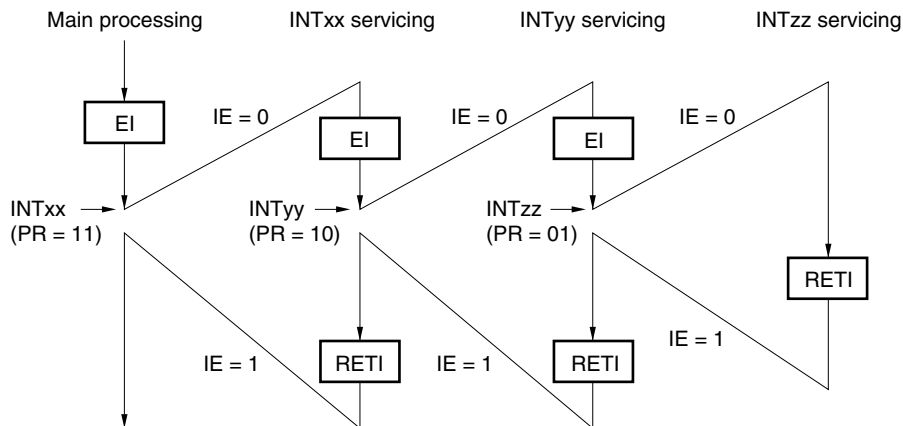 Main processing INTxx servicing INTyy servicing INTzz servicing
IE = 0 IE = 0 IE = 0
EI EI EI
INTxx INTyy INTzz
(PR = 11) (PR = 10) (PR = 01)
RETI
IE = 1 RETI IE = 1 RETI IE = 1